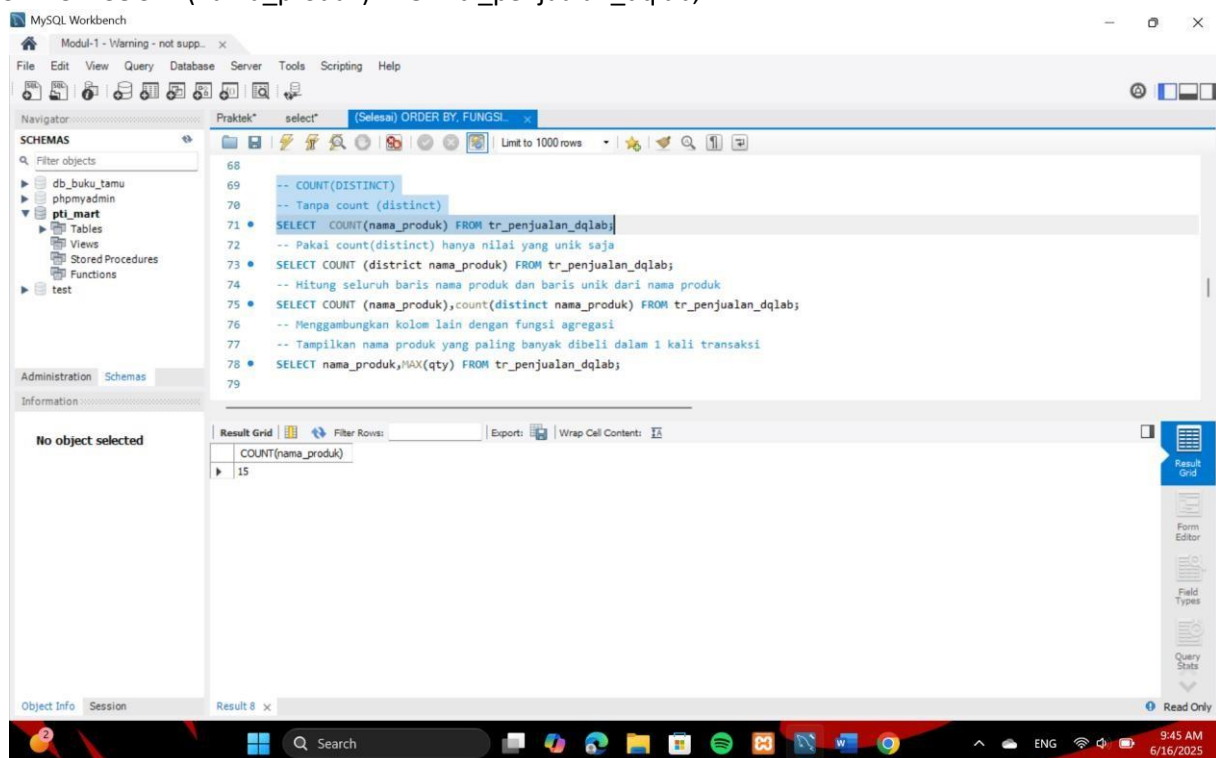 MySQL Workbench
Modul-1 - Warning - not supp...
File Edit View Query Database Server Tools Scripting Help
Navigator
SCHEMAS
Filter objects
db_buku_tamu
phpmyadmin
pti_mart
Tables
Views
Stored Procedures
Functions
test
Administration Schemas
Information
No object selected
Object Info Session
Praktek* select* (Selesai) ORDER BY, FUNGSI...
Limit to 1000 rows
68
69 -- COUNT(DISTINCT)
70 -- Tanpa count (distinct)
71 SELECT COUNT(nama_produk) FROM tr_penjualan_dqlab;
72 -- Pakai count(distinct) hanya nilai yang unik saja
73 SELECT COUNT (district nama_produk) FROM tr_penjualan_dqlab;
74 -- Hitung seluruh baris nama produk dan baris unik dari nama produk
75 SELECT COUNT (nama_produk),count(distinct nama_produk) FROM tr_penjualan_dqlab;
76 -- Menggambungkan kolom lain dengan fungsi agregasi
77 -- Tampilkan nama produk yang paling banyak dibeli dalam 1 kali transaksi
78 SELECT nama_produk,MAX(qty) FROM tr_penjualan_dqlab;
79
Result Grid Filter Rows: Export: Wrap Cell Content:
COUNT(nama_produk)
15
Result Grid
Form Editor
Field Types
Query Stats
Result 8
Read Only
2
Search
ENG
9:45 AM
6/16/2025